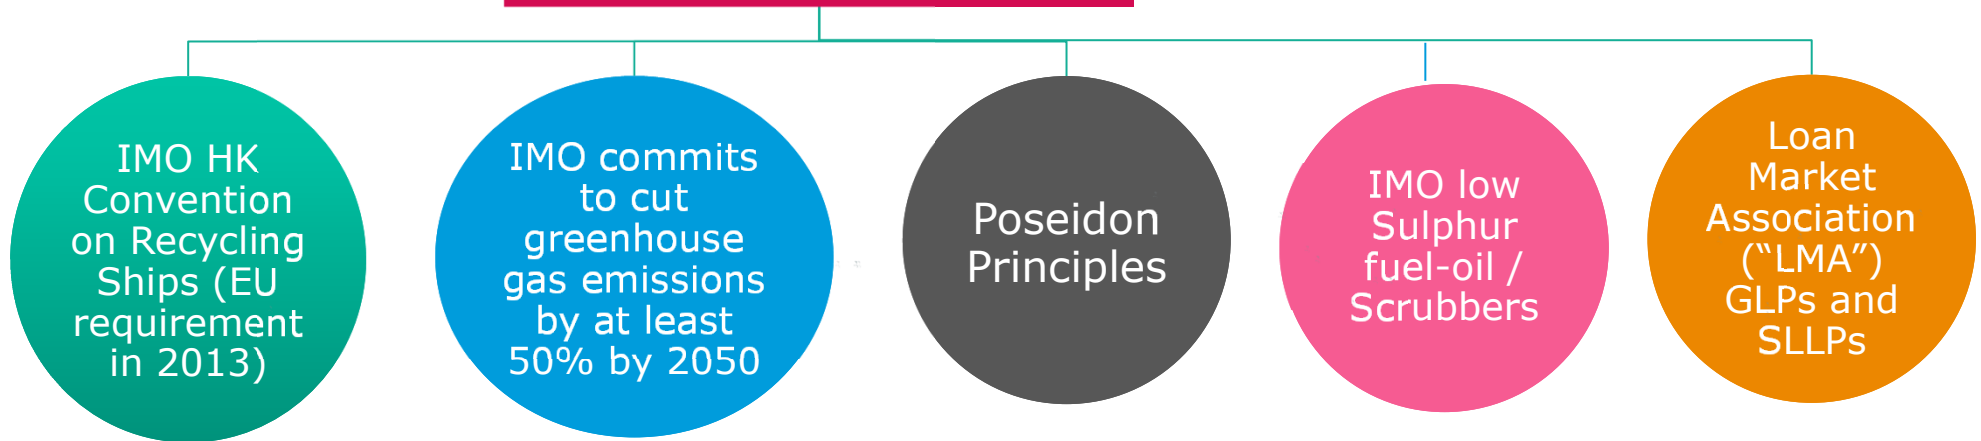 IMO HK
Convention
on Recycling
Ships (EU
requirement
in 2013)
IMO commits
to cut
greenhouse
gas emissions
by at least
50% by 2050
Poseidon
Principles
IMO low
Sulphur
fuel-oil /
Scrubbers
Loan
Market
Association
(“LMA”)
GLPs and
SLLPs